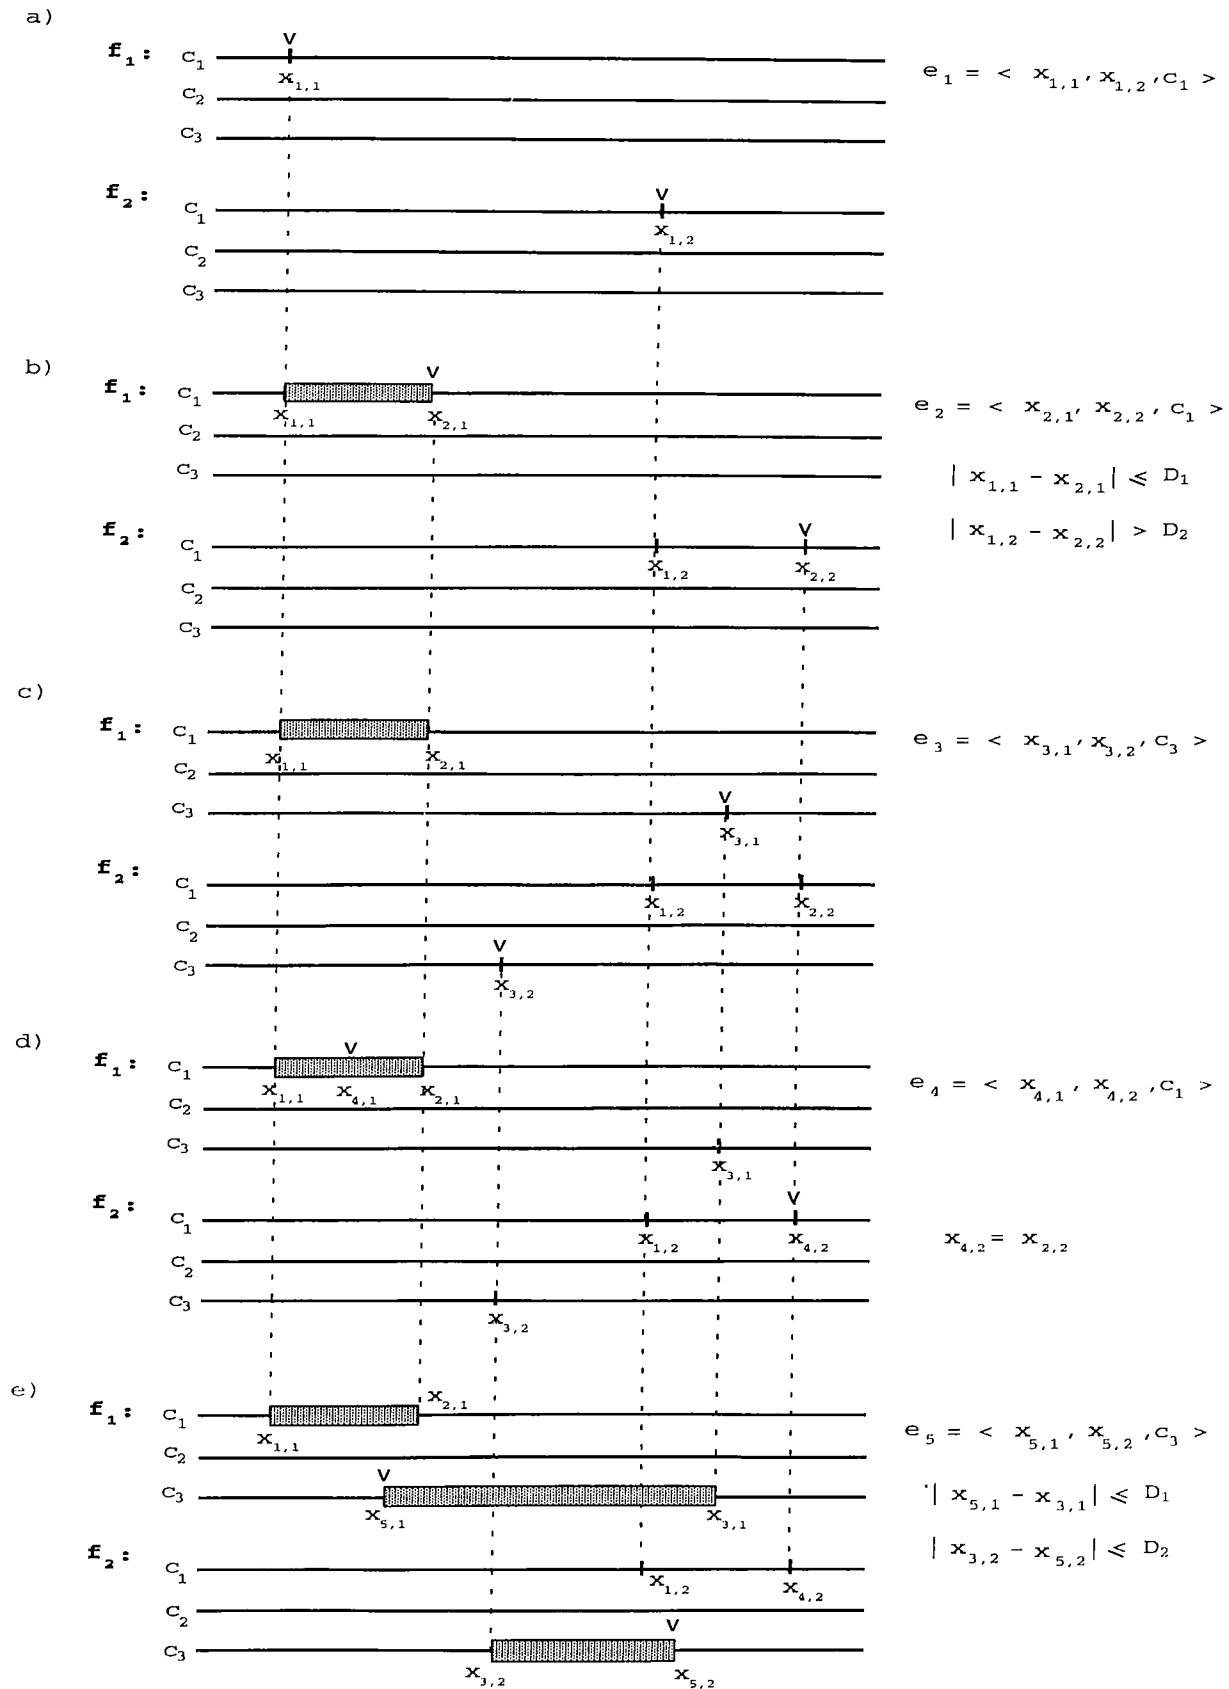 a)
v
f₁: C₁ e₁ = < x₁,₁, x₁,₂, C₁ >
x₁,₁
C₂
C₃
v
f₂: C₁
x₁,₂
C₂
C₃
b)
v
f₁: C₁ e₂ = < x₂,₁, x₂,₂, C₁ >
x₁,₁ x₂,₁
C₂
C₃ | x₁,₁ - x₂,₁ | ⩽ D₁
v
f₂: C₁ | x₁,₂ - x₂,₂ | > D₂
x₁,₂ x₂,₂
C₂
C₃
c)
f₁: C₁ e₃ = < x₃,₁, x₃,₂, C₃ >
x₁,₁ x₂,₁
C₂
v
C₃
x₃,₁
f₂: C₁
x₁,₂ x₂,₂
C₂
v
C₃
x₃,₂
d)
v
f₁: C₁ e₄ = < x₄,₁, x₄,₂, C₁ >
x₁,₁ x₄,₁ x₂,₁
C₂
C₃
x₃,₁
v
f₂: C₁
x₁,₂ x₄,₂ x₄,₂ = x₂,₂
C₂
C₃
x₃,₂
e)
x₂,₁
f₁: C₁ e₅ = < x₅,₁, x₅,₂, C₃ >
x₁,₁
C₂
v
C₃ | x₅,₁ - x₃,₁ | ⩽ D₁
x₅,₁ x₃,₁
f₂: C₁ | x₃,₂ - x₅,₂ | ⩽ D₂
x₁,₂ x₄,₂
C₂
v
C₃
x₃,₂ x₅,₂